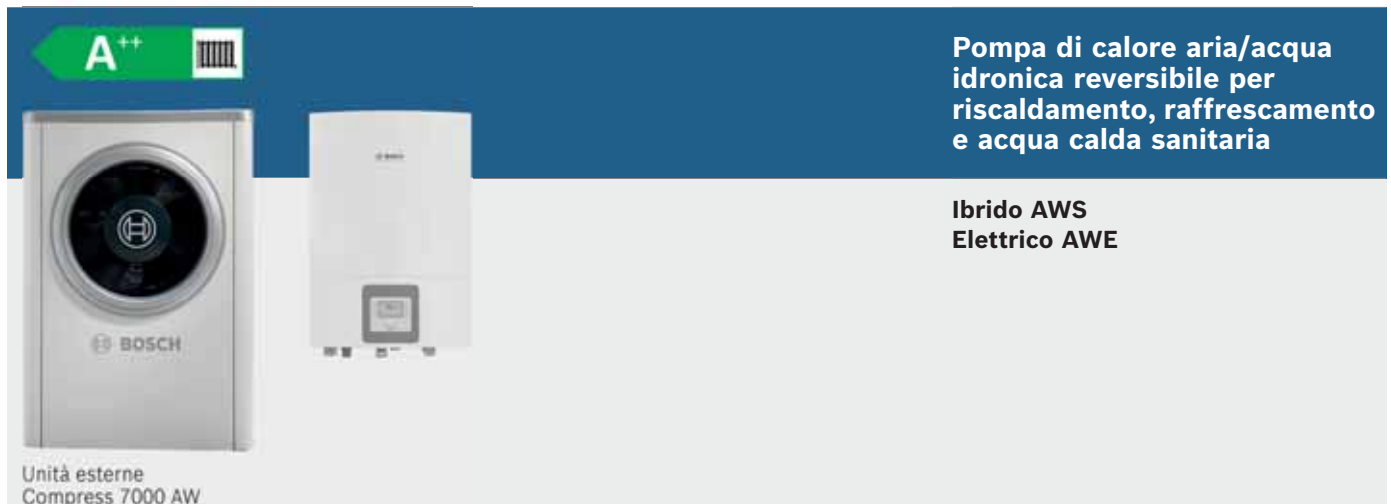 A++
Pompa di calore aria/acqua
idronica reversibile per
riscaldamento, raffrescamento
e acqua calda sanitaria
Ibrido AWS
Elettrico AWE
BOSCH
BOSCH
Unità esterne
Compress 7000 AW